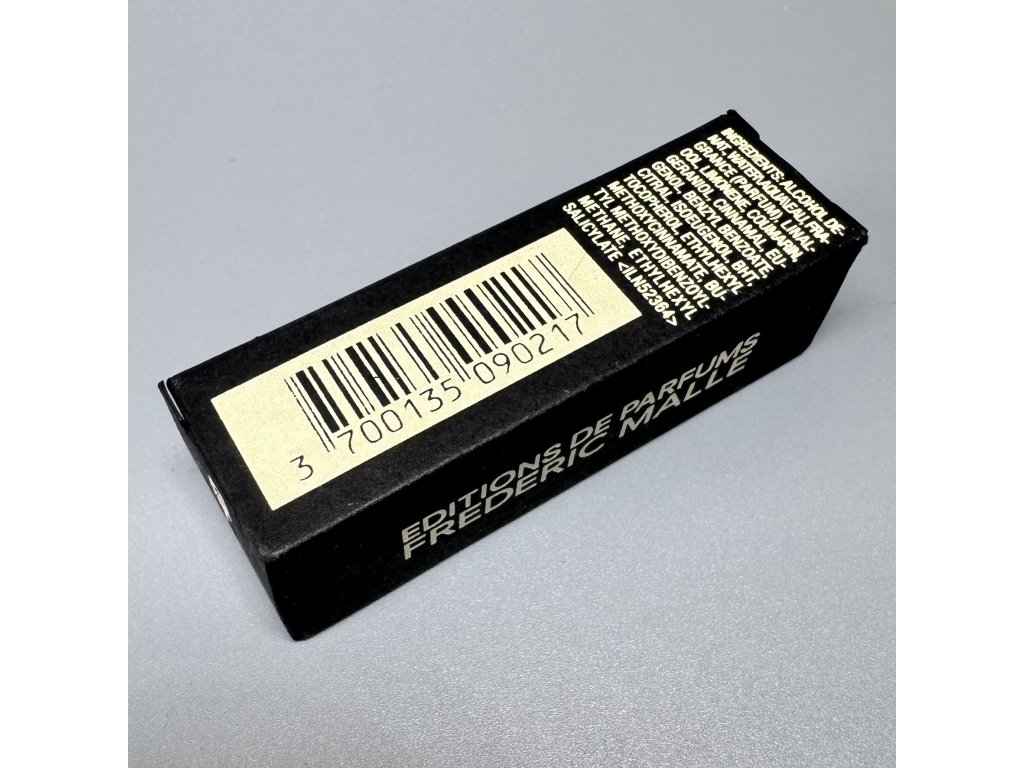 INGREDIENTS: ALCOHOL DE-
NAT, WATER\AQUA\EAU, FRA-
GRANCE (PARFUM), LINAL-
OOL, LIMONENE, COUMARIN,
GERANIOL, CINNAMAL, EU-
GENOL, BENZYL BENZOATE,
CITRAL, ISOEUGENOL, BHT,
TOCOPHEROL, ETHYLHEXYL
METHOXYCINNAMATE, BU-
TYL METHOXYDIBENZOYL-
METHANE, ETHYLHEXYL
SALICYLATE <ILN52364>
3 700135 090217
EDITIONS DE PARFUMS
FREDERIC MALLE